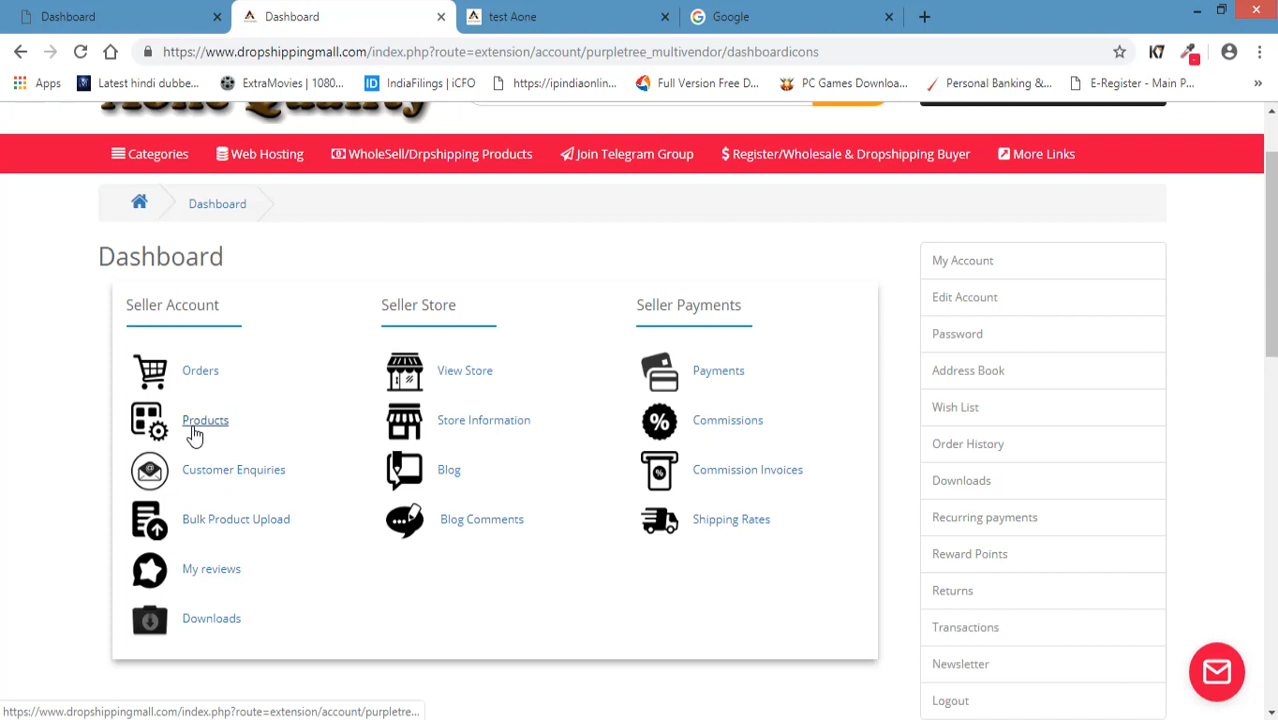 Dashboard
Dashboard
test Aone
Google
https://www.dropshippingmall.com/index.php?route=extension/account/purpletree_multivendor/dashboardicons
K7
Apps
Latest hindi dubbe...
ExtraMovies | 1080...
ID IndiaFilings | iCFO
https://ipindiaonlin...
Full Version Free D...
PC Games Downloa...
Personal Banking &...
E-Register - Main P...
»
Categories
Web Hosting
WholeSell/Drpshipping Products
Join Telegram Group
$ Register/Wholesale & Dropshipping Buyer
More Links
Dashboard
Dashboard
Seller Account
Orders
Products
Customer Enquiries
Bulk Product Upload
My reviews
Downloads
Seller Store
View Store
Store Information
Blog
Blog Comments
Seller Payments
Payments
Commissions
Commission Invoices
Shipping Rates
My Account
Edit Account
Password
Address Book
Wish List
Order History
Downloads
Recurring payments
Reward Points
Returns
Transactions
Newsletter
Logout
https://www.dropshippingmall.com/index.php?route=extension/account/purpletre...